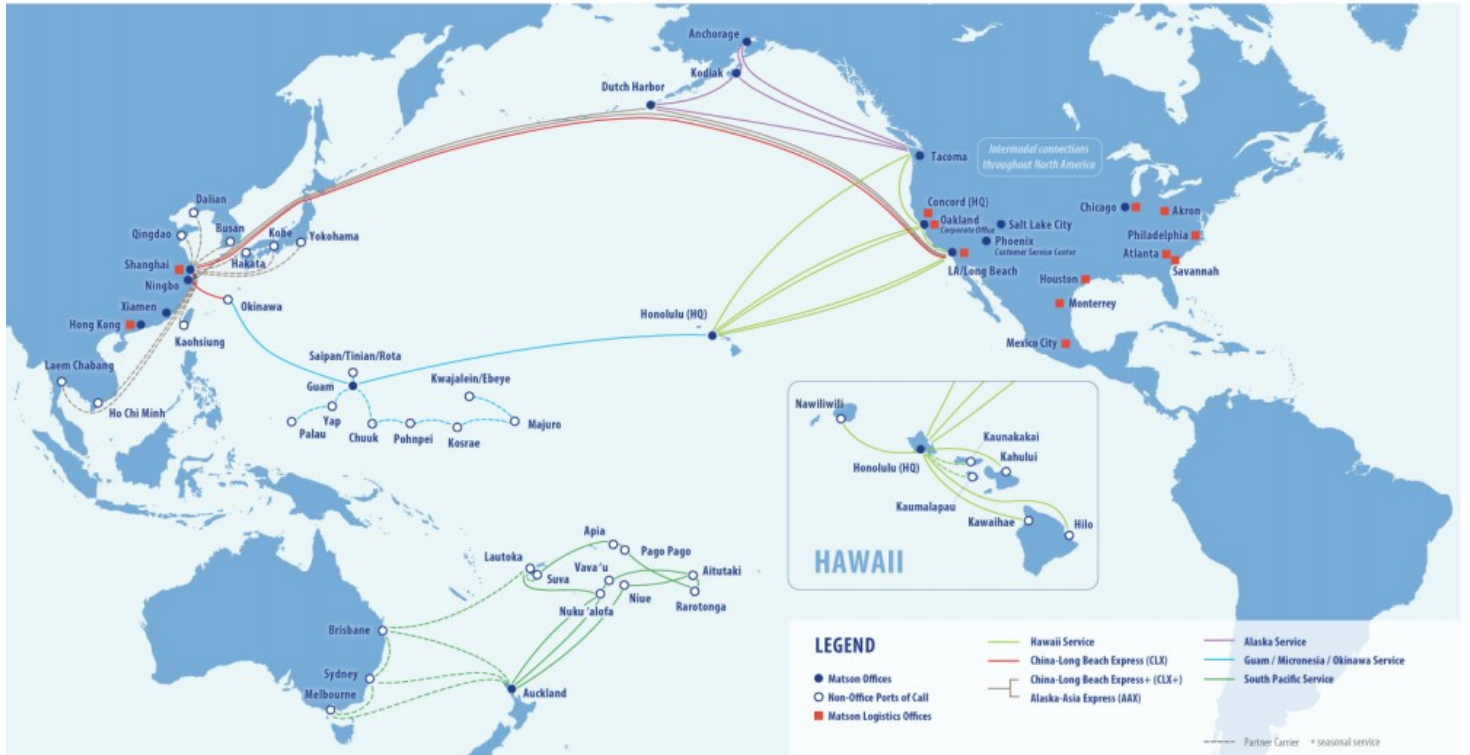 Anchorage
Kodiak
Dutch Harbor
Tacoma
Intermodal connections
throughout North America
Dalian
Qingdao
Busan
Kobe
Yokohama
Hakata
Shanghai
Ningbo
Okinawa
Xiamen
Hong Kong
Kaohsiung
Laem Chabang
Ho Chi Minh
Concord (HQ)
Oakland
Corporate Office
Salt Lake City
Phoenix
Customer Service Center
LA/Long Beach
Chicago
Akron
Philadelphia
Atlanta
Savannah
Houston
Monterrey
Mexico City
Honolulu (HQ)
Saipan/Tinian/Rota
Guam
Kwajalein/Ebeye
Yap
Palau
Chuuk
Pohnpei
Kosrae
Majuro
Nawiliwili
Kaunakakai
Honolulu (HQ)
Kahului
Kaumalapau
Kawaihae
Hilo
HAWAII
Apia
Lautoka
Pago Pago
Suva
Vava ‘u
Aitutaki
Niue
Rarotonga
Nuku ‘alofa
Brisbane
Sydney
Melbourne
Auckland
LEGEND
Matson Offices
Non-Office Ports of Call
Matson Logistics Offices
Hawaii Service
China-Long Beach Express (CLX)
China-Long Beach Express+ (CLX+)
Alaska-Asia Express (AAX)
Alaska Service
Guam / Micronesia / Okinawa Service
South Pacific Service
Partner Carrier
* seasonal service